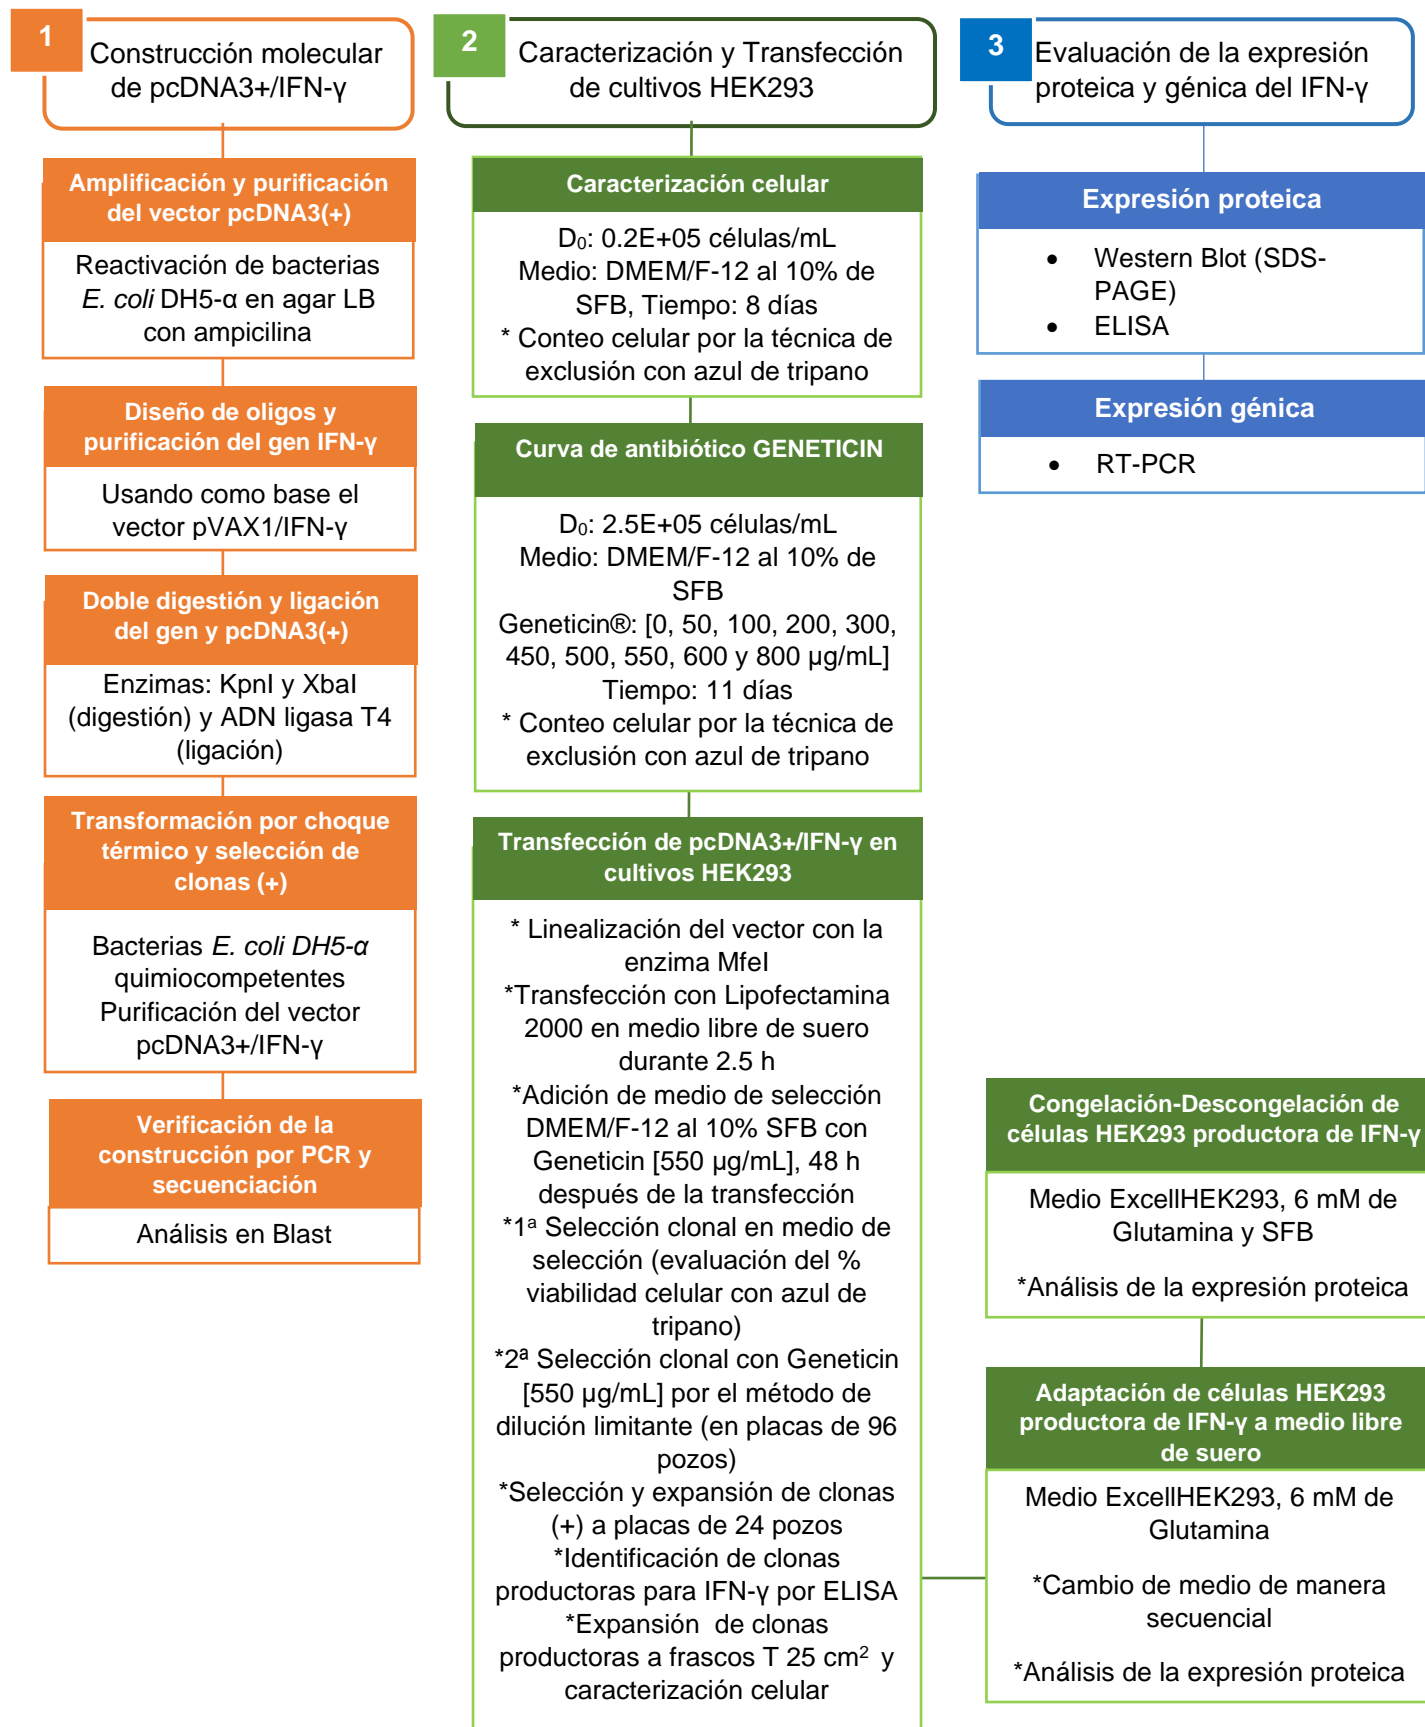 1
Construcción molecular
de pcDNA3+/IFN-γ
Amplificación y purificación
del vector pcDNA3(+)
Reactivación de bacterias
E. coli DH5-α en agar LB
con ampicilina
Diseño de oligos y
purificación del gen IFN-γ
Usando como base el
vector pVAX1/IFN-γ
Doble digestión y ligación
del gen y pcDNA3(+)
Enzimas: KpnI y XbaI
(digestión) y ADN ligasa T4
(ligación)
Transformación por choque
térmico y selección de
clonas (+)
Bacterias E. coli DH5-α
quimiocompetentes
Purificación del vector
pcDNA3+/IFN-γ
Verificación de la
construcción por PCR y
secuenciación
Análisis en Blast
2
Caracterización y Transfección
de cultivos HEK293
Caracterización celular
D₀: 0.2E+05 células/mL
Medio: DMEM/F-12 al 10% de
SFB, Tiempo: 8 días
* Conteo celular por la técnica de
exclusión con azul de tripano
Curva de antibiótico GENETICIN
D₀: 2.5E+05 células/mL
Medio: DMEM/F-12 al 10% de
SFB
Geneticin®: [0, 50, 100, 200, 300,
450, 500, 550, 600 y 800 µg/mL]
Tiempo: 11 días
* Conteo celular por la técnica de
exclusión con azul de tripano
Transfección de pcDNA3+/IFN-γ en
cultivos HEK293
* Linealización del vector con la
enzima MfeI
*Transfección con Lipofectamina
2000 en medio libre de suero
durante 2.5 h
*Adición de medio de selección
DMEM/F-12 al 10% SFB con
Geneticin [550 µg/mL], 48 h
después de la transfección
*1ª Selección clonal en medio de
selección (evaluación del %
viabilidad celular con azul de
tripano)
*2ª Selección clonal con Geneticin
[550 µg/mL] por el método de
dilución limitante (en placas de 96
pozos)
*Selección y expansión de clonas
(+) a placas de 24 pozos
*Identificación de clonas
productoras para IFN-γ por ELISA
*Expansión de clonas
productoras a frascos T 25 cm² y
caracterización celular
3
Evaluación de la expresión
proteica y génica del IFN-γ
Expresión proteica
• Western Blot (SDS-
PAGE)
• ELISA
Expresión génica
• RT-PCR
Congelación-Descongelación de
células HEK293 productora de IFN-γ
Medio ExcellHEK293, 6 mM de
Glutamina y SFB
*Análisis de la expresión proteica
Adaptación de células HEK293
productora de IFN-γ a medio libre
de suero
Medio ExcellHEK293, 6 mM de
Glutamina
*Cambio de medio de manera
secuencial
*Análisis de la expresión proteica